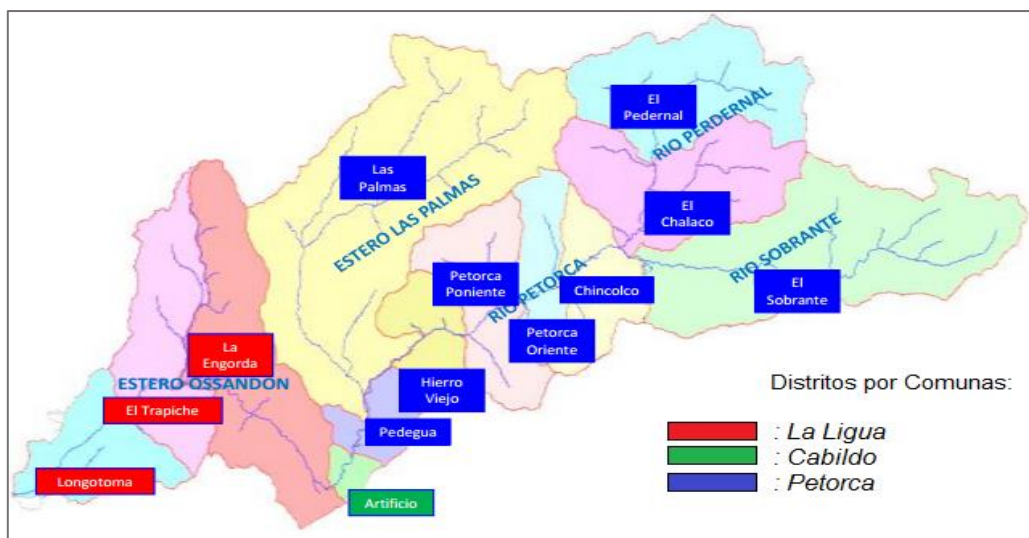 El
Pedernal
RIO PERDERNAL
Las
Palmas
ESTERO LAS PALMAS
El
Chalaco
RIO SOBRANTE
El
Sobrante
Petorca
Poniente
RIO PETORCA
Chincolco
Petorca
Oriente
La
Engorda
ESTERO OSSANDON
El Trapiche
Hierro
Viejo
Pedegua
Longotoma
Artificio
Distritos por Comunas:
: La Ligua
: Cabildo
: Petorca